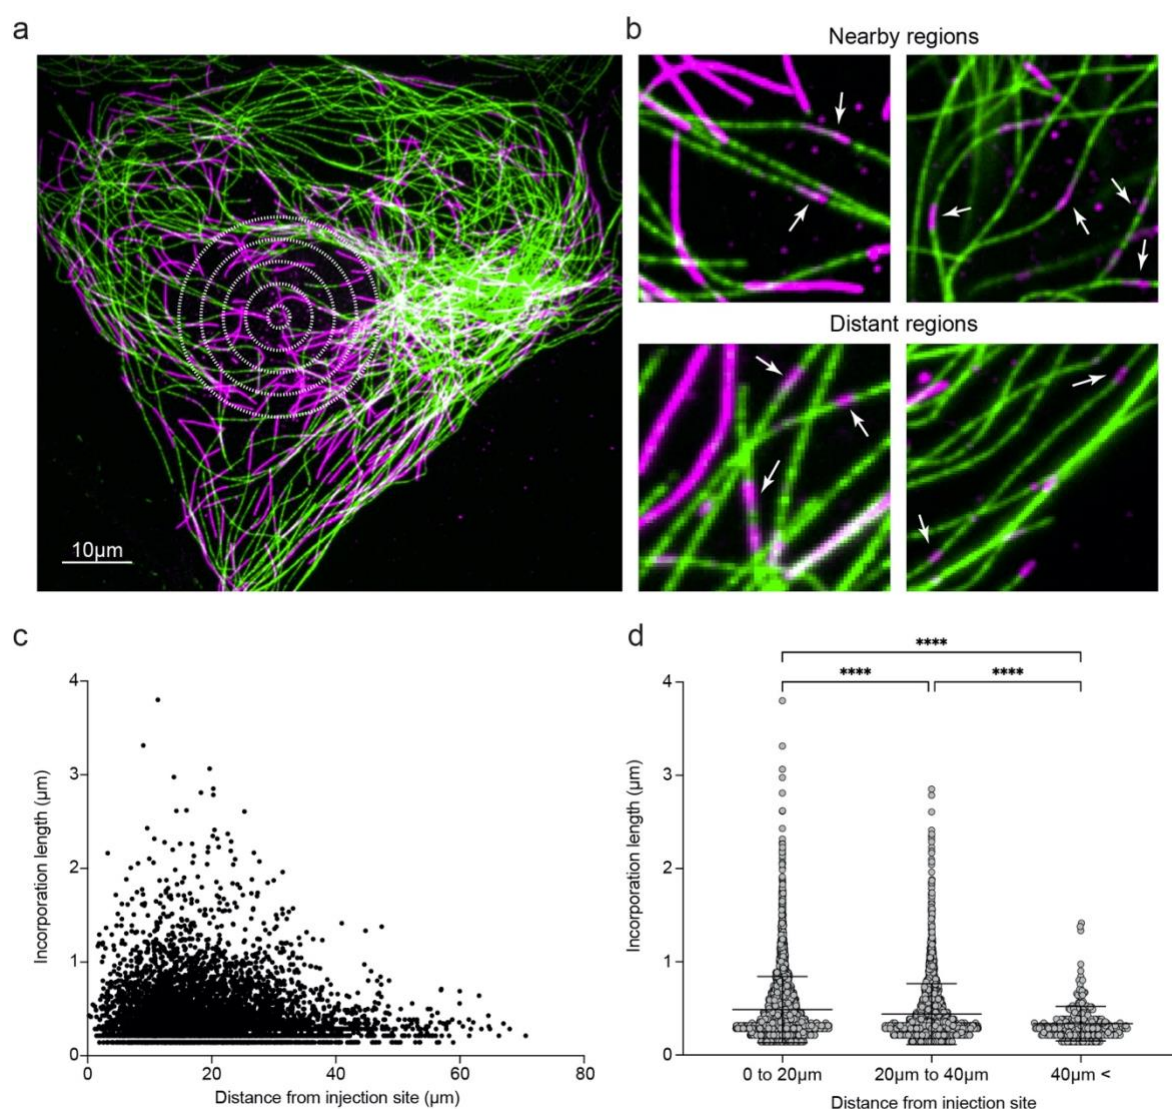 a
b
Nearby regions
Distant regions
10µm
c
d
Incorporation length (µm)
4
3
2
1
0
0 20 40 60 80
Distance from injection site (µm)
****
**** ****
Incorporation length (µm)
4
3
2
1
0
0 to 20µm 20µm to 40µm 40µm <
Distance from injection site